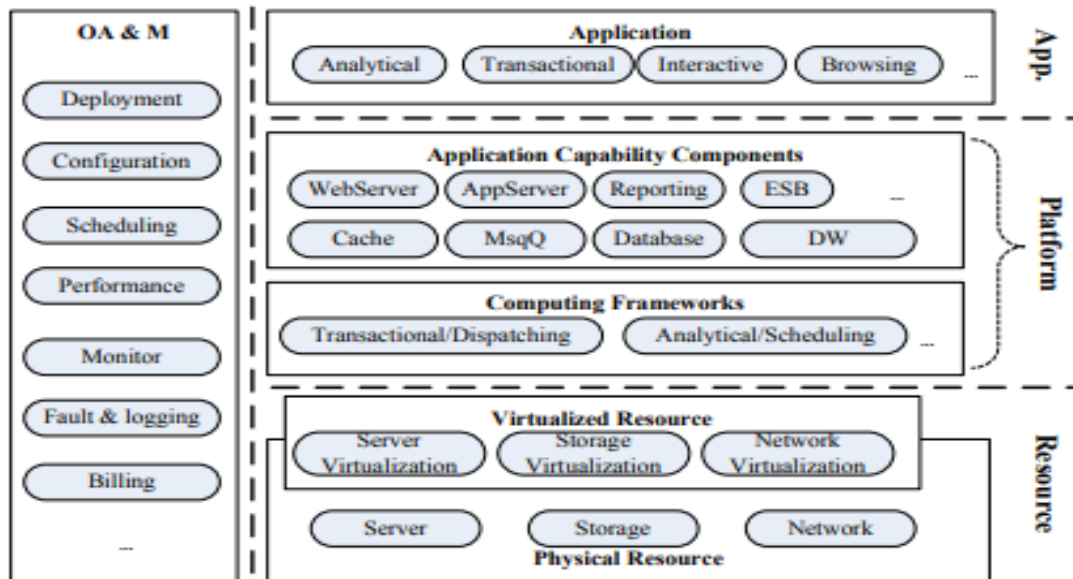 OA & M
Deployment
Configuration
Scheduling
Performance
Monitor
Fault & logging
Billing
...
Application
Analytical Transactional Interactive Browsing ...
App.
Application Capability Components
WebServer AppServer Reporting ESB ...
Cache MsqQ Database DW
Computing Frameworks
Transactional/Dispatching Analytical/Scheduling ...
Platform
Virtualized Resource
Server Virtualization
Storage Virtualization
Network Virtualization
Server Storage Network
Physical Resource
Resource